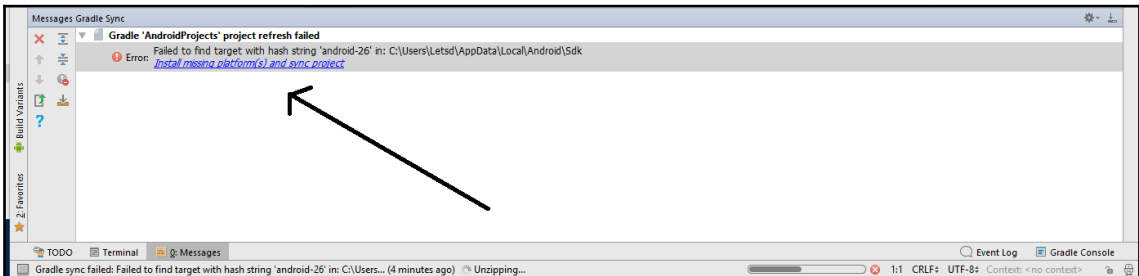 Messages Gradle Sync
Gradle 'AndroidProjects' project refresh failed
Error: Failed to find target with hash string 'android-26' in: C:\Users\Letsd\AppData\Local\Android\Sdk
Install missing platform(s) and sync project
Build Variants
2: Favorites
TODO Terminal 0: Messages Event Log Gradle Console
Gradle sync failed: Failed to find target with hash string 'android-26' in: C:\Users... (4 minutes ago) Unzipping... 1:1 CRLF÷ UTF-8÷ Context: <no context>